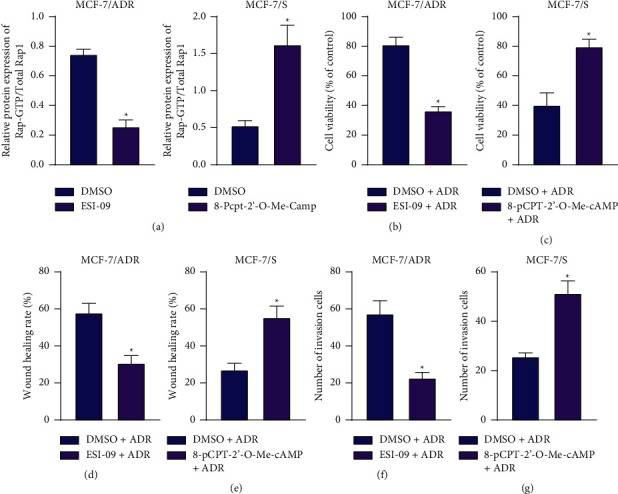 MCF-7/ADR
Relative protein expression of
Rap-GTP/Total Rap1
0.8
0.6
0.4
0.2
0.0
*
DMSO
ESI-09
MCF-7/S
Relative protein expression of
Rap-GTP/Total Rap1
2.0
1.5
1.0
0.5
0.0
*
DMSO
8-Pcpt-2'-O-Me-Camp
(a)
MCF-7/ADR
Cell viability (% of control)
100
80
60
40
20
0
*
DMSO + ADR
ESI-09 + ADR
(b)
MCF-7/S
Cell viability (% of control)
100
80
60
40
20
0
*
DMSO + ADR
8-pCPT-2'-O-Me-cAMP
+ ADR
(c)
MCF-7/ADR
Wound healing rate (%)
80
60
40
20
0
*
DMSO + ADR
ESI-09 + ADR
(d)
MCF-7/S
Wound healing rate (%)
80
60
40
20
0
*
DMSO + ADR
8-pCPT-2'-O-Me-cAMP
+ ADR
(e)
MCF-7/ADR
Number of invasion cells
80
60
40
20
0
*
DMSO + ADR
ESI-09 + ADR
(f)
MCF-7/S
Number of invasion cells
60
40
20
0
*
DMSO + ADR
8-pCPT-2'-O-Me-cAMP
+ ADR
(g)